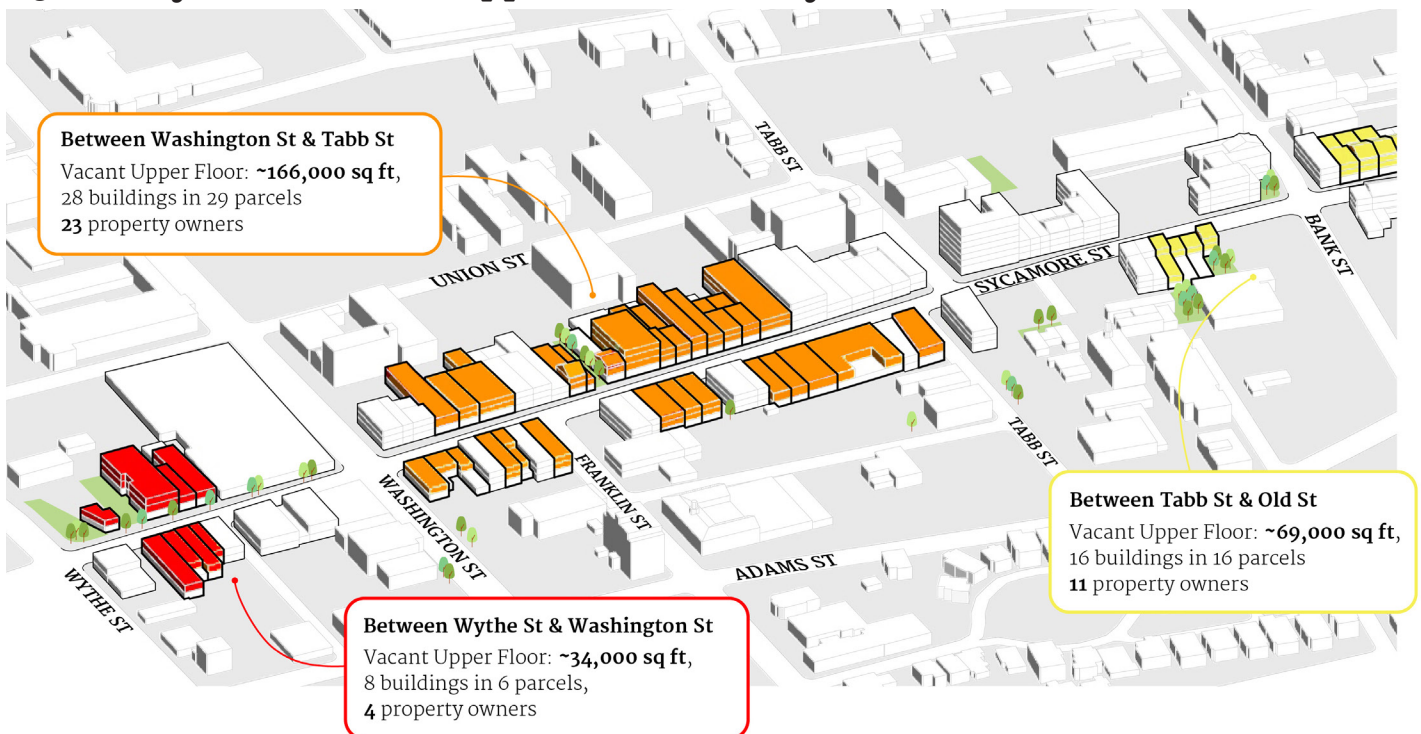 Between Washington St & Tabb St
Vacant Upper Floor: ~166,000 sq ft,
28 buildings in 29 parcels
23 property owners
TABB ST
UNION ST
SYCAMORE ST
BANK ST
FRANKLIN ST
TABB ST
WASHINGTON ST
ADAMS ST
WYTHE ST
Between Tabb St & Old St
Vacant Upper Floor: ~69,000 sq ft,
16 buildings in 16 parcels
11 property owners
Between Wythe St & Washington St
Vacant Upper Floor: ~34,000 sq ft,
8 buildings in 6 parcels,
4 property owners